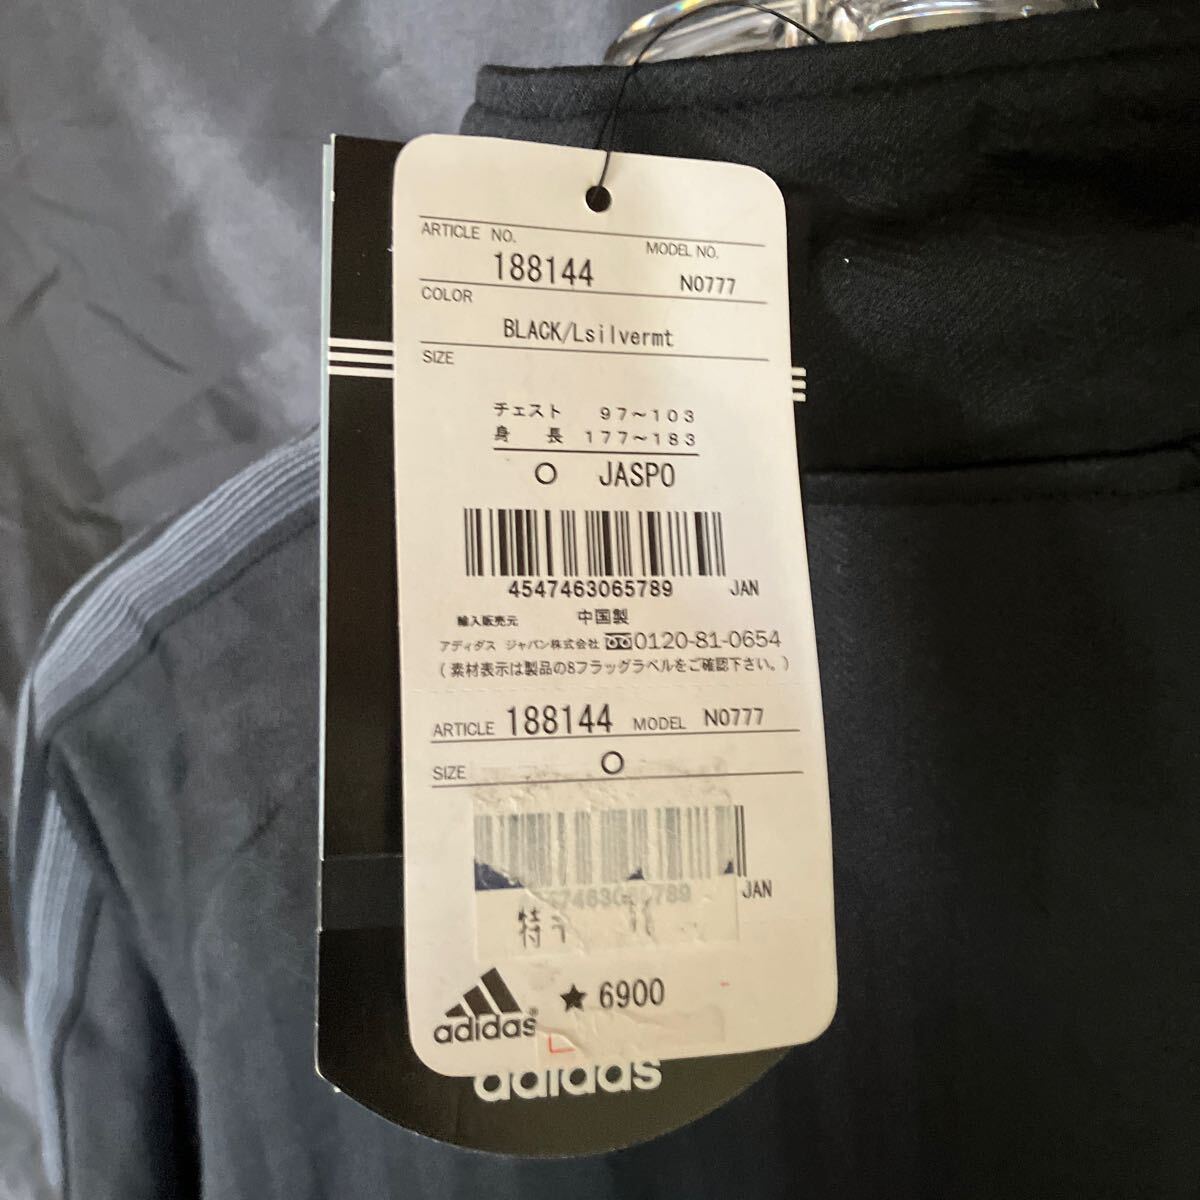 ARTICLE NO.
MODEL NO.
188144
N0777
COLOR
BLACK/Lsilvermt
SIZE
チェスト 97~103
身長 177~183
O JASPO
4547463065789 JAN
輸入販売元 中国製
アディダス ジャパン株式会社 0120-81-0654
(素材表示は製品の8フラッグラベルをご確認下さい。)
ARTICLE 188144 MODEL N0777
SIZE O
JAN
特
★6900
adidas
adidas